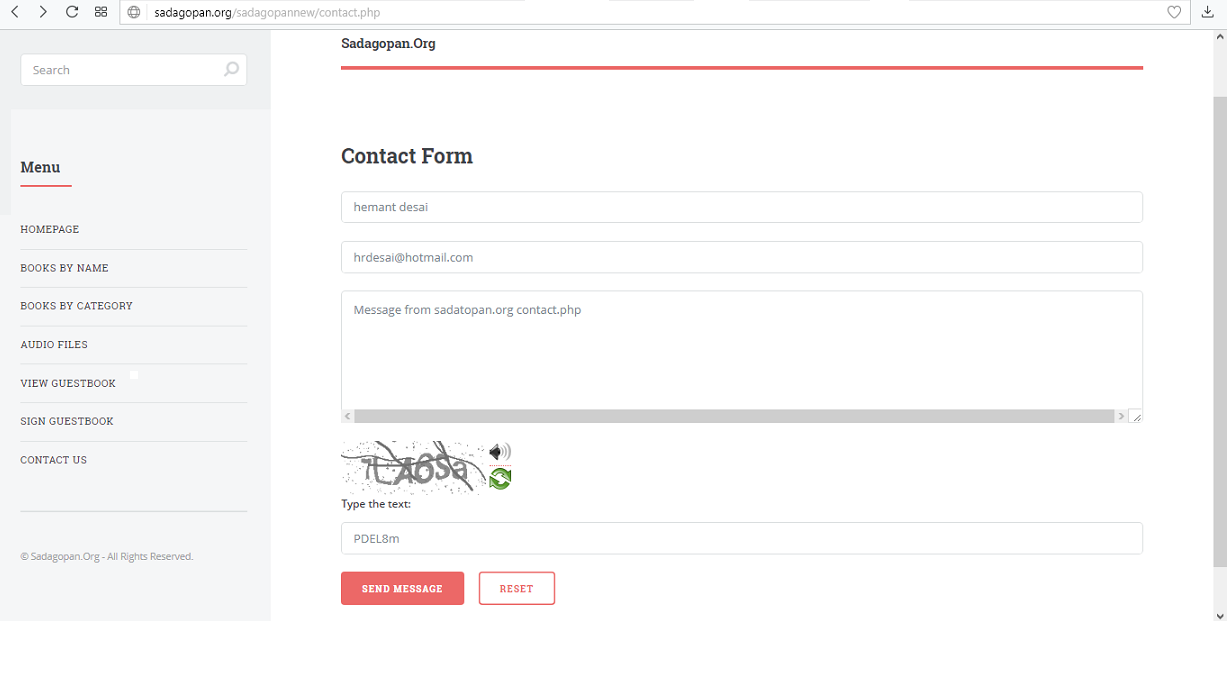 sadagopan.org/sadagopannew/contact.php
Search
Menu
HOMEPAGE
BOOKS BY NAME
BOOKS BY CATEGORY
AUDIO FILES
VIEW GUESTBOOK
SIGN GUESTBOOK
CONTACT US
© Sadagopan.Org - All Rights Reserved.
Sadagopan.Org
Contact Form
hemant desai
hrdesai@hotmail.com
Message from sadatopan.org contact.php
Type the text:
PDEL8m
SEND MESSAGE
RESET